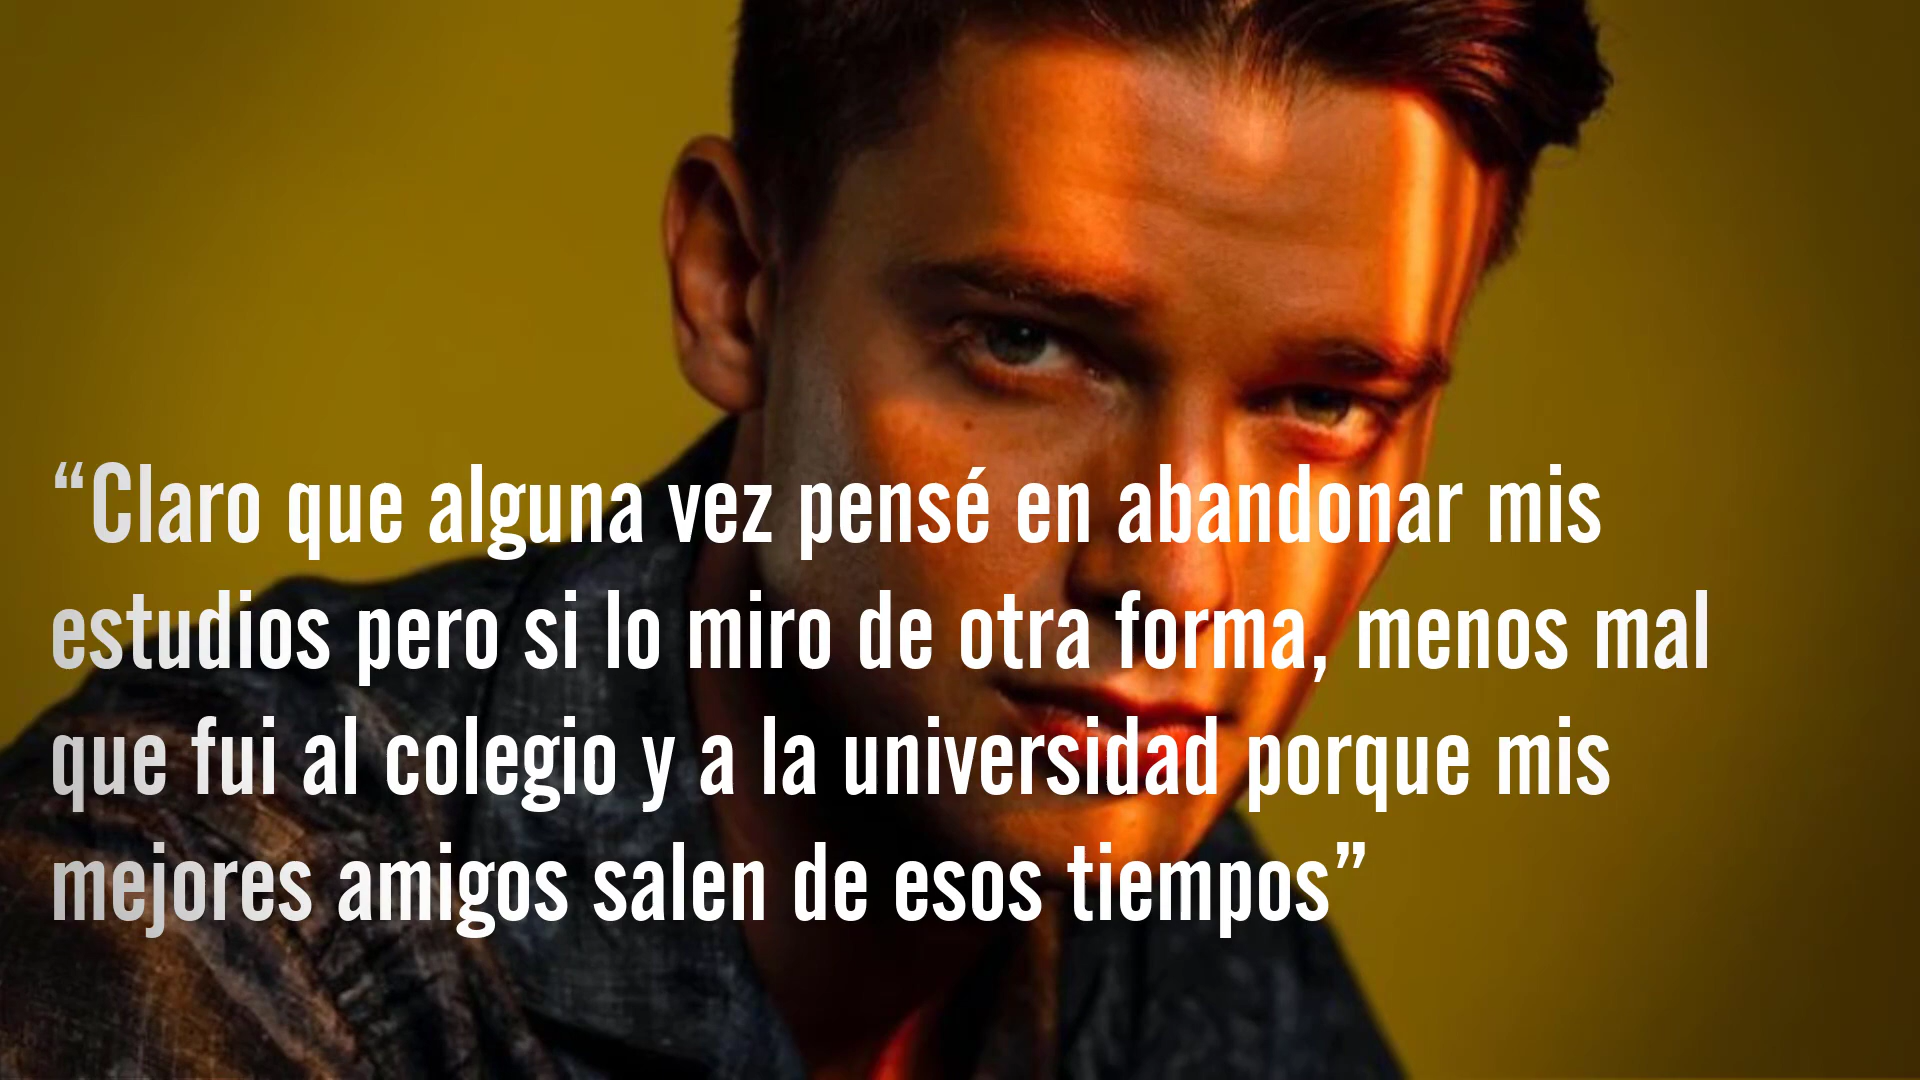 “Claro que alguna vez pensé en abandonar mis
estudios pero si lo miro de otra forma, menos mal
que fui al colegio y a la universidad porque mis
mejores amigos salen de esos tiempos”